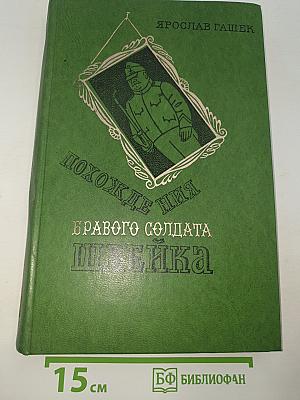 ЯРОСЛАВ ГАШЕК
ПОХОЖДЕНИЯ
БРАВОГО СОЛДАТА
ШВЕЙКА
15 см
БФ БИБЛИОФАН